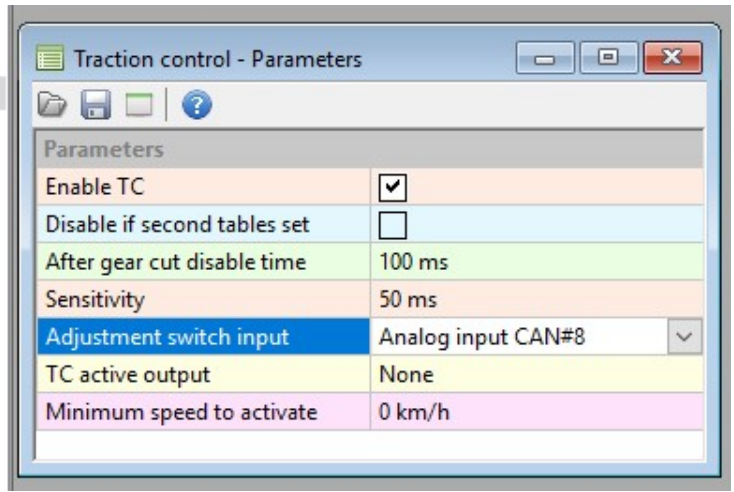 Traction control - Parameters
Parameters
Enable TC
Disable if second tables set
After gear cut disable time 100 ms
Sensitivity 50 ms
Adjustment switch input Analog input CAN#8
TC active output None
Minimum speed to activate 0 km/h